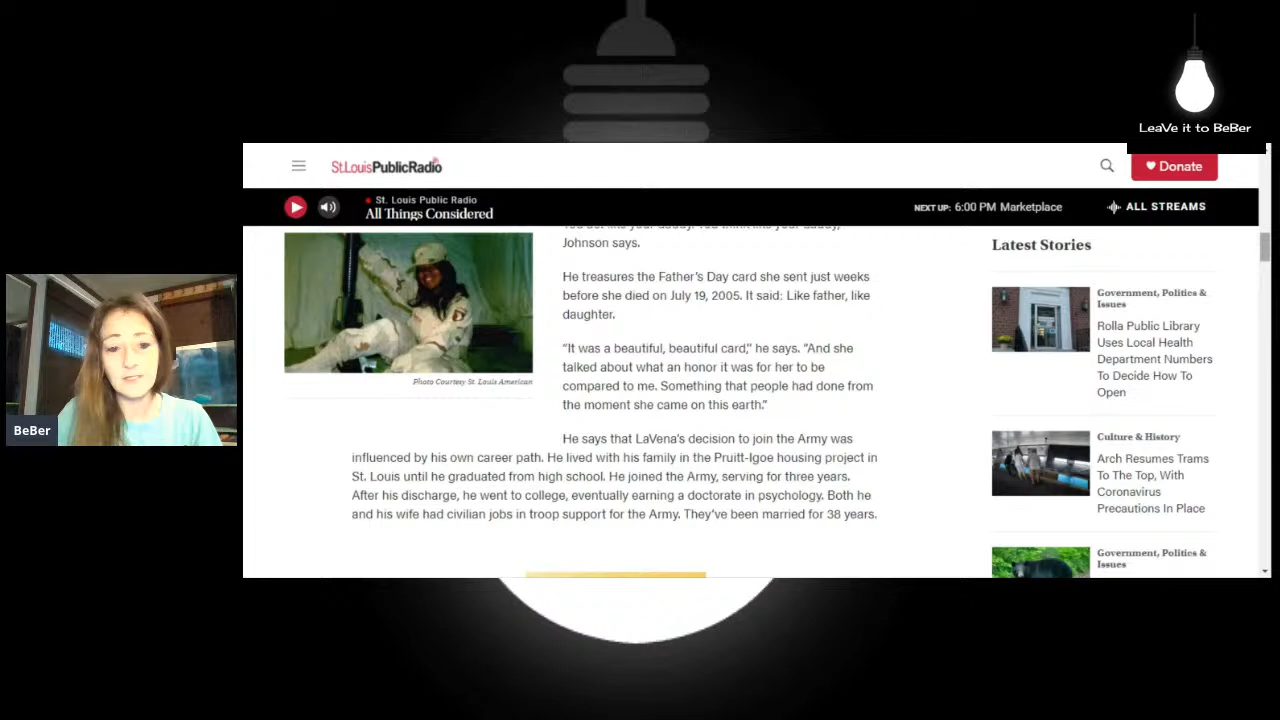 LeaVe it to BeBer
St.LouisPublicRadio
Donate
St. Louis Public Radio
All Things Considered
NEXT UP: 6:00 PM Marketplace
ALL STREAMS
Johnson says.
He treasures the Father's Day card she sent just weeks
before she died on July 19, 2005. It said: Like father, like
daughter.
"It was a beautiful, beautiful card," he says. "And she
talked about what an honor it was for her to be
compared to me. Something that people had done from
the moment she came on this earth."
He says that LaVena's decision to join the Army was
influenced by his own career path. He lived with his family in the Pruitt-Igoe housing project in
St. Louis until he graduated from high school. He joined the Army, serving for three years.
After his discharge, he went to college, eventually earning a doctorate in psychology. Both he
and his wife had civilian jobs in troop support for the Army. They've been married for 38 years.
Photo Courtesy St. Louis American
Latest Stories
Government, Politics &
Issues
Rolla Public Library
Uses Local Health
Department Numbers
To Decide How To
Open
Culture & History
Arch Resumes Trams
To The Top, With
Coronavirus
Precautions In Place
Government, Politics &
Issues
BeBer